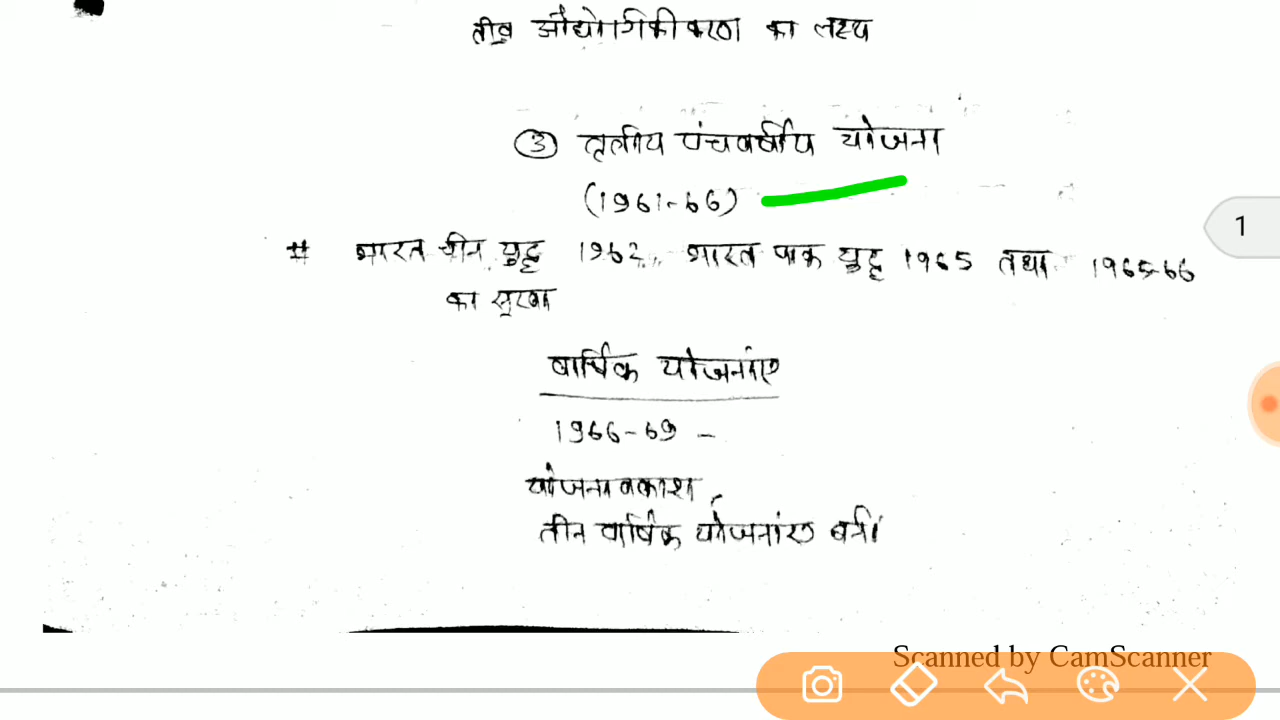 तीव्र औद्योगिकीकरण का लक्ष्य
③ तृतीय पंचवर्षीय योजना
(1961-66)
# भारत चीन युद्ध 1962, भारत पाक युद्ध 1965 तथा 1965-66
का सूखा
1
वार्षिक योजनाएं
1966-69 -
योजनावकाश,
तीन वार्षिक योजनाएं बनीं
Scanned by CamScanner